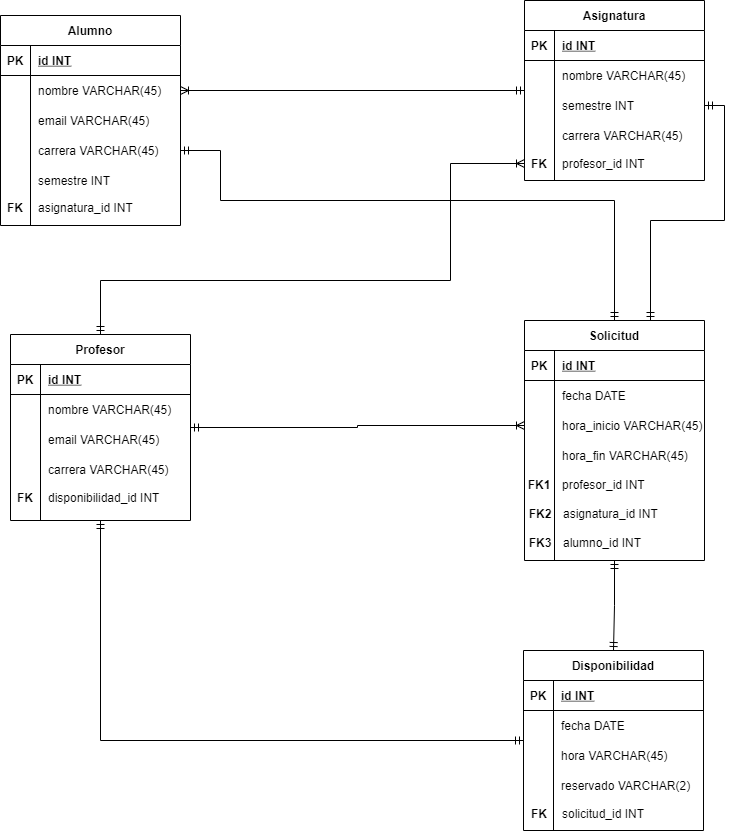 Alumno
PK id INT
nombre VARCHAR(45)
email VARCHAR(45)
carrera VARCHAR(45)
semestre INT
FK asignatura_id INT
Asignatura
PK id INT
nombre VARCHAR(45)
semestre INT
carrera VARCHAR(45)
FK profesor_id INT
Profesor
PK id INT
nombre VARCHAR(45)
email VARCHAR(45)
carrera VARCHAR(45)
FK disponibilidad_id INT
Solicitud
PK id INT
fecha DATE
hora_inicio VARCHAR(45)
hora_fin VARCHAR(45)
FK1 profesor_id INT
FK2 asignatura_id INT
FK3 alumno_id INT
Disponibilidad
PK id INT
fecha DATE
hora VARCHAR(45)
reservado VARCHAR(2)
FK solicitud_id INT